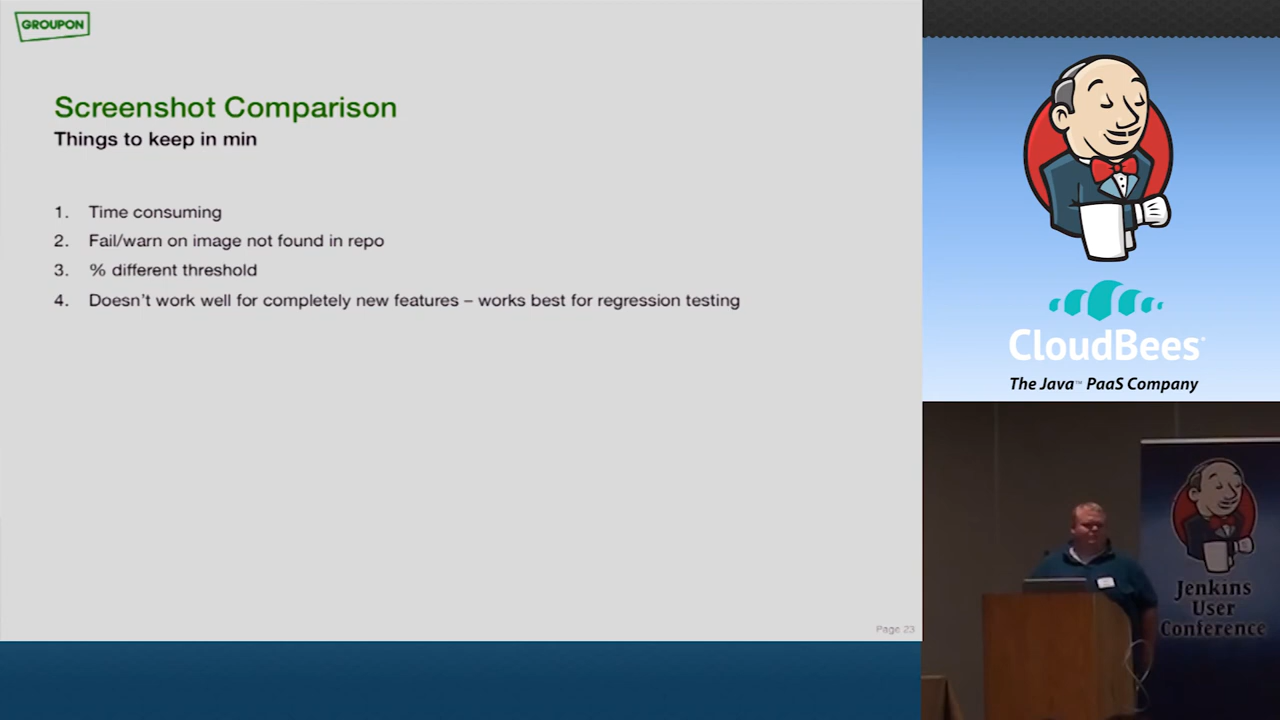 GROUPON
Screenshot Comparison
Things to keep in min
1. Time consuming
2. Fail/warn on image not found in repo
3. % different threshold
4. Doesn't work well for completely new features – works best for regression testing
Page 23
CloudBees
The Java™ PaaS Company
Jenkins
User
Conference